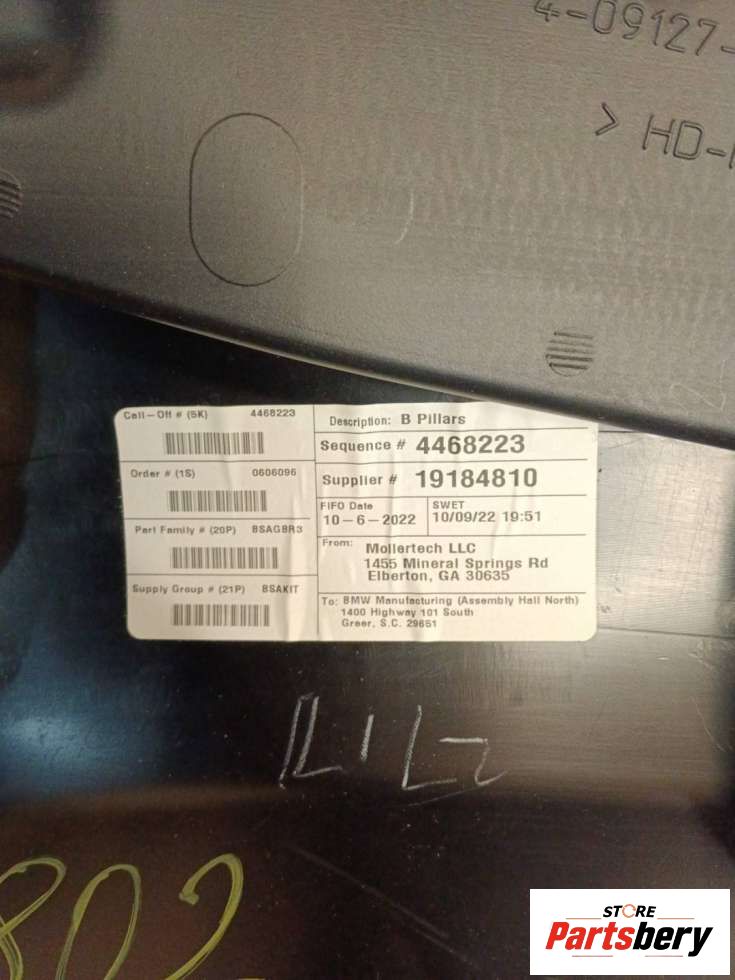 4-09127-
> HD-
Call-Off # (5K) 4468223
Order # (1S) 0606096
Part Family # (20P) BSAGBR3
Supply Group # (21P) BSAKIT
Description: B Pillars
Sequence # 4468223
Supplier # 19184810
FIFO Date
10-6-2022
SWET
10/09/22 19:51
From: Mollertech LLC
1455 Mineral Springs Rd
Elberton, GA 30635
To: BMW Manufacturing (Assembly Hall North)
1400 Highway 101 South
Greer, S.C. 29651
802
STORE
Partsbery